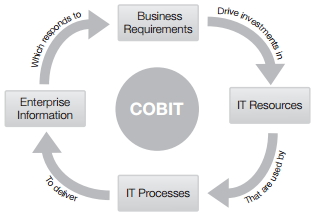 Business
Requirements
Drive investments in
IT Resources
That are used by
IT Processes
To deliver
Enterprise
Information
Which responds to
COBIT